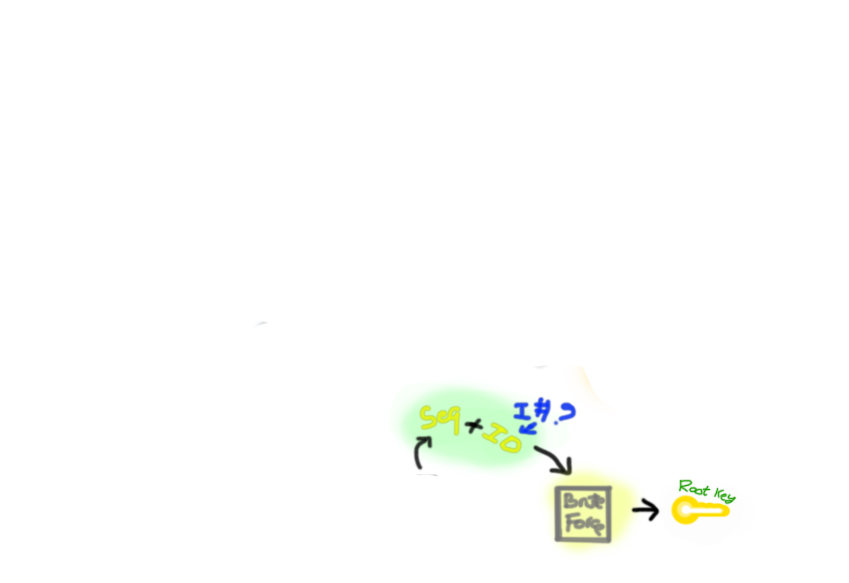 I#.?
Seq + IO
Root Key
Brute
Force